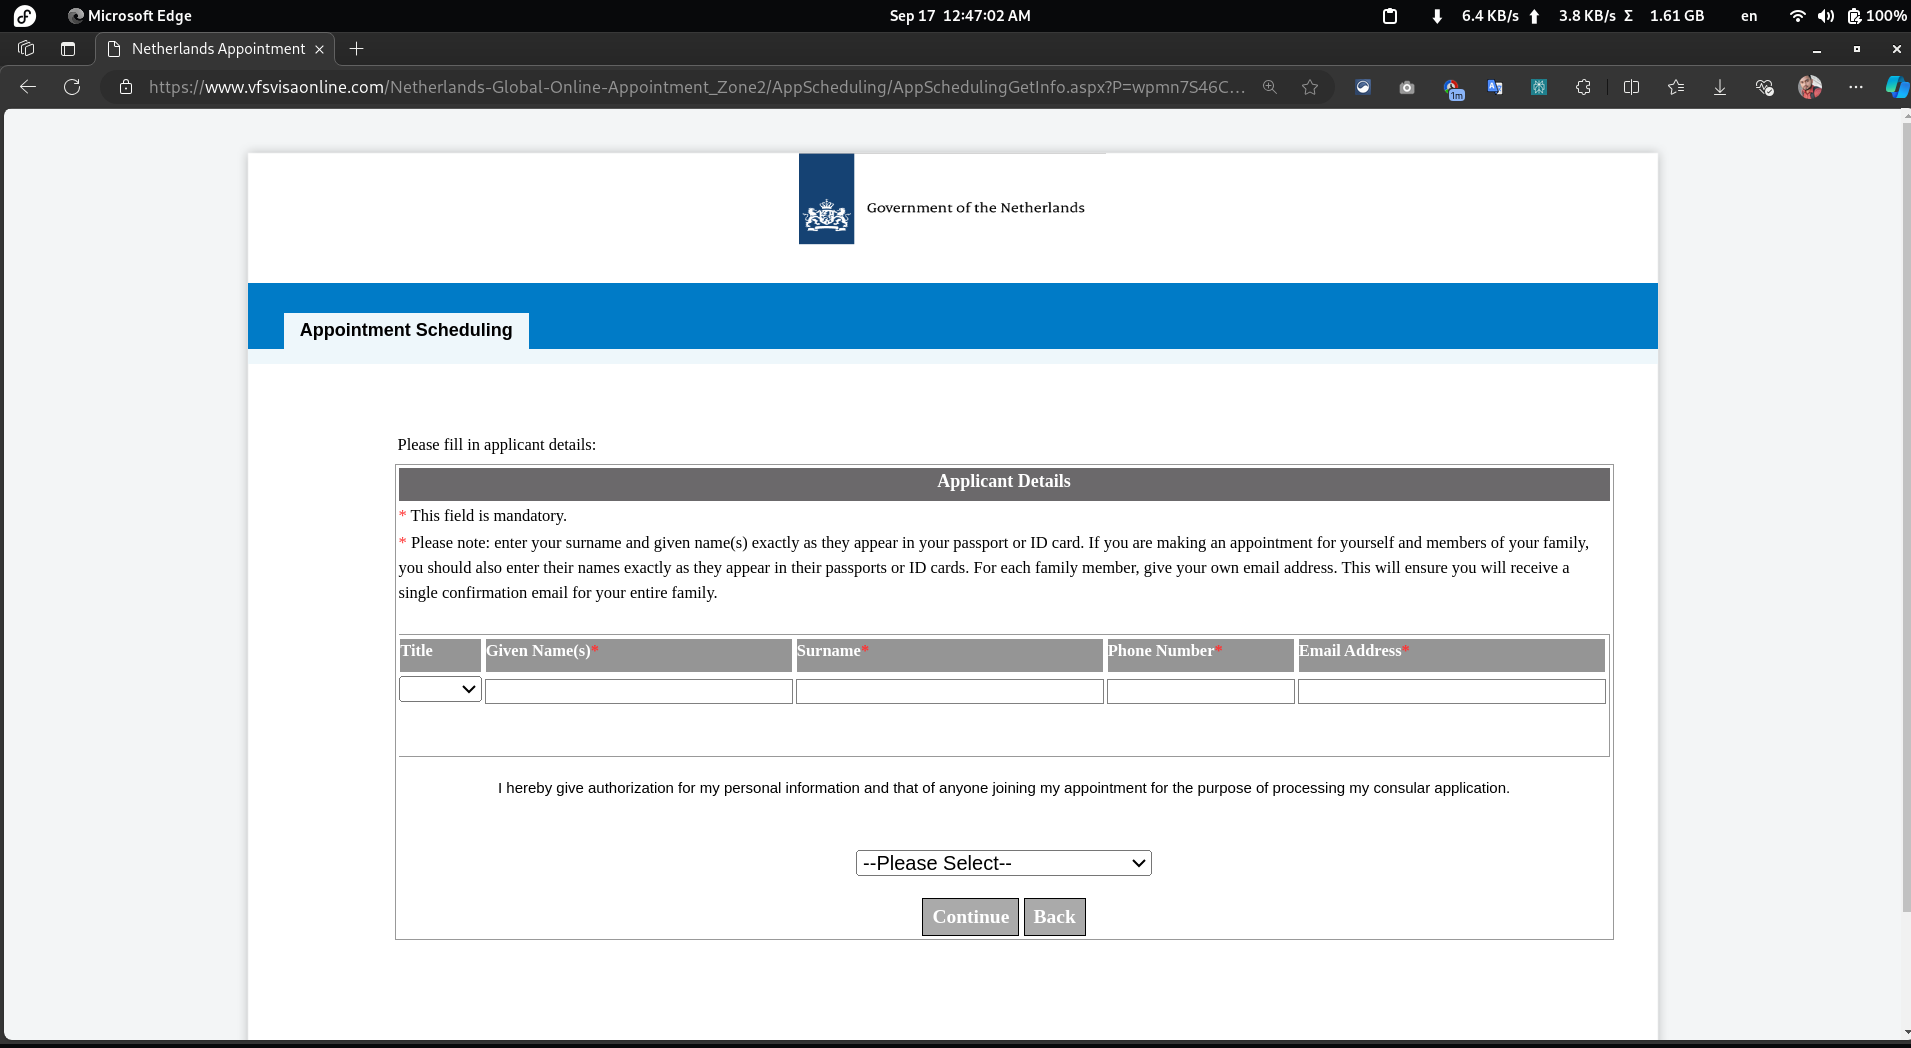 Microsoft Edge
Sep 17 12:47:02 AM
6.4 KB/s 3.8 KB/s Σ 1.61 GB
en
100%
Netherlands Appointment
https://www.vfsvisaonline.com/Netherlands-Global-Online-Appointment_Zone2/AppScheduling/AppSchedulingGetInfo.aspx?P=wpmn7S46C...
1m
Government of the Netherlands
Appointment Scheduling
Please fill in applicant details:
Applicant Details
* This field is mandatory.
* Please note: enter your surname and given name(s) exactly as they appear in your passport or ID card. If you are making an appointment for yourself and members of your family,
you should also enter their names exactly as they appear in their passports or ID cards. For each family member, give your own email address. This will ensure you will receive a
single confirmation email for your entire family.
Title Given Name(s)* Surname* Phone Number* Email Address*
I hereby give authorization for my personal information and that of anyone joining my appointment for the purpose of processing my consular application.
--Please Select--
Continue Back